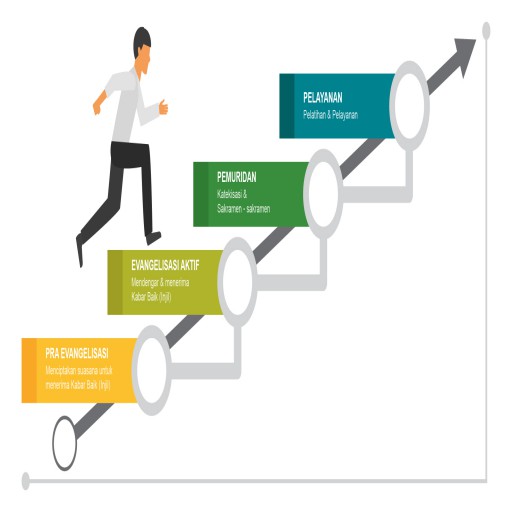 PELAYANAN
Pelatihan & Pelayanan
PEMURIDAN
Katekisasi &
Sakramen - sakramen
EVANGELISASI AKTIF
Mendengar & menerima
Kabar Baik (Injil)
PRA EVANGELISASI
Menciptakan suasana untuk
menerima Kabar Baik (Injil)